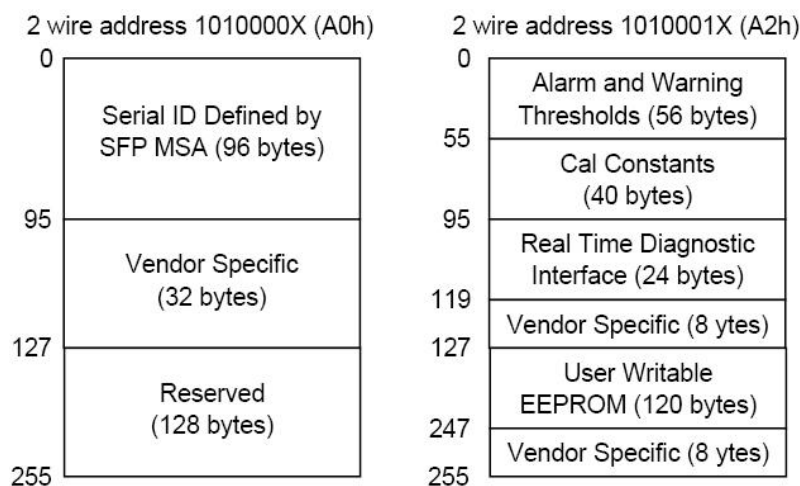 2 wire address 1010000X (A0h)
0
Serial ID Defined by
SFP MSA (96 bytes)
95
Vendor Specific
(32 bytes)
127
Reserved
(128 bytes)
255
2 wire address 1010001X (A2h)
0
Alarm and Warning
Thresholds (56 bytes)
55
Cal Constants
(40 bytes)
95
Real Time Diagnostic
Interface (24 bytes)
119
Vendor Specific (8 ytes)
127
User Writable
EEPROM (120 bytes)
247
Vendor Specific (8 ytes)
255